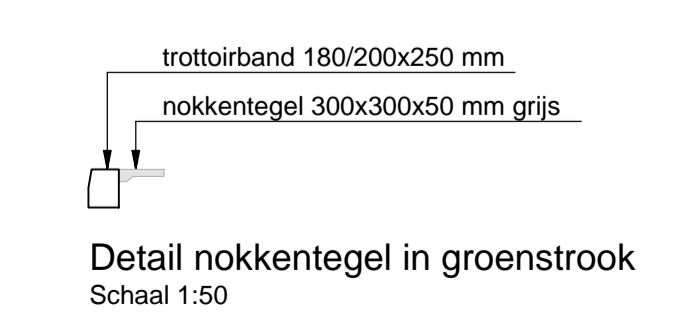 trottoirband 180/200x250 mm
nokkentegel 300x300x50 mm grijs
Detail nokkentegel in groenstrook
Schaal 1:50